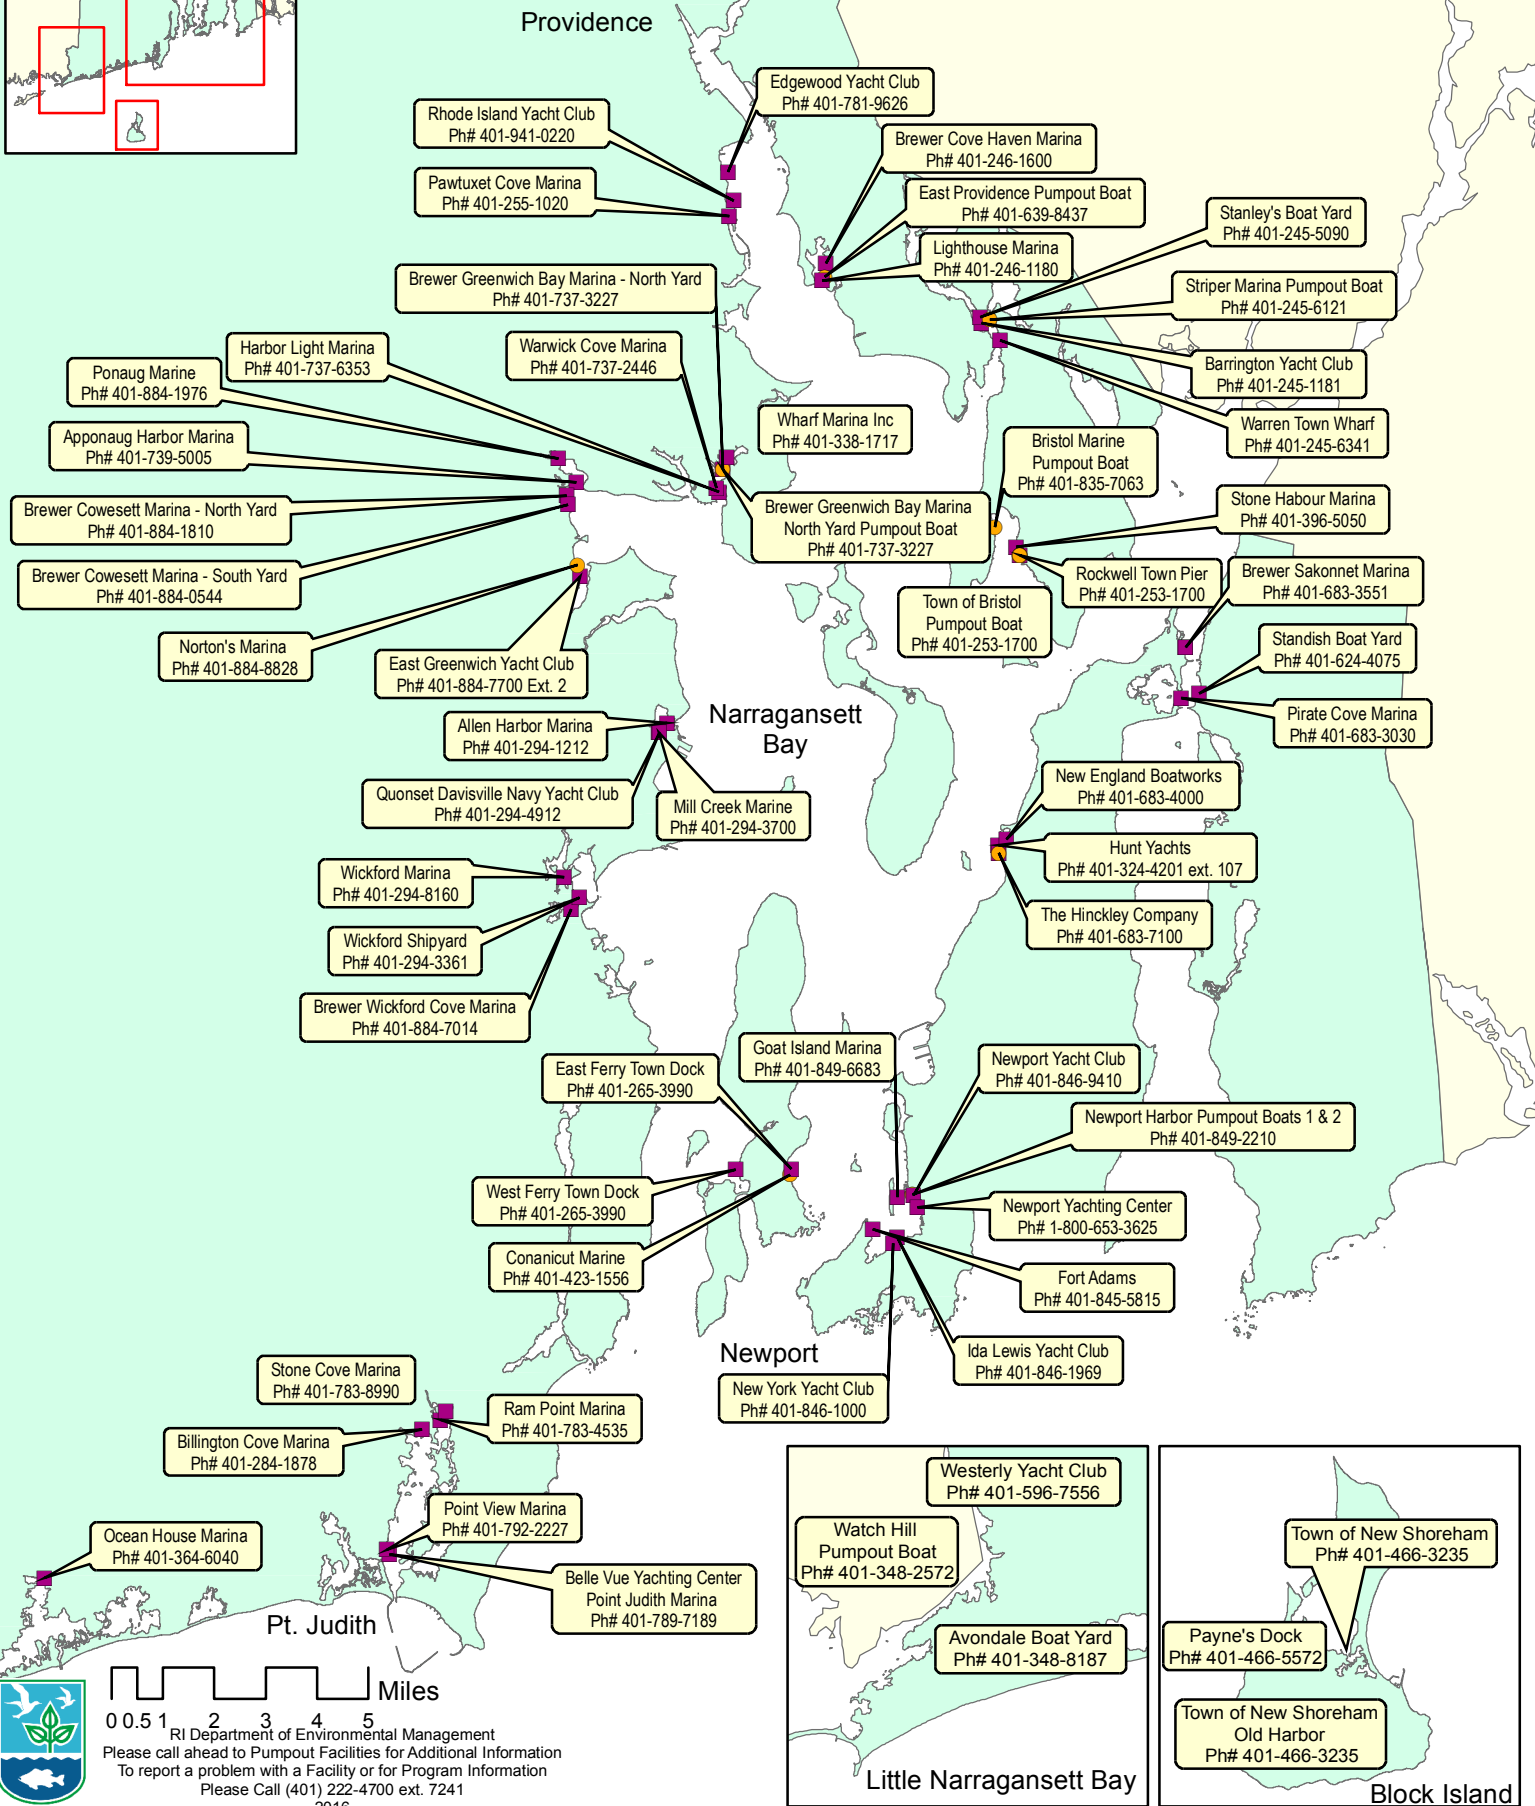 Providence
Edgewood Yacht Club
Ph# 401-781-9626
Rhode Island Yacht Club
Ph# 401-941-0220
Brewer Cove Haven Marina
Ph# 401-246-1600
Pawtuxet Cove Marina
Ph# 401-255-1020
East Providence Pumpout Boat
Ph# 401-639-8437
Stanley's Boat Yard
Ph# 401-245-5090
Lighthouse Marina
Ph# 401-246-1180
Brewer Greenwich Bay Marina - North Yard
Ph# 401-737-3227
Striper Marina Pumpout Boat
Ph# 401-245-6121
Harbor Light Marina
Ph# 401-737-6353
Warwick Cove Marina
Ph# 401-737-2446
Ponaug Marine
Ph# 401-884-1976
Barrington Yacht Club
Ph# 401-245-1181
Wharf Marina Inc
Ph# 401-338-1717
Warren Town Wharf
Ph# 401-245-6341
Apponaug Harbor Marina
Ph# 401-739-5005
Bristol Marine
Pumpout Boat
Ph# 401-835-7063
Brewer Cowesett Marina - North Yard
Ph# 401-884-1810
Brewer Greenwich Bay Marina
North Yard Pumpout Boat
Ph# 401-737-3227
Stone Habour Marina
Ph# 401-396-5050
Brewer Cowesett Marina - South Yard
Ph# 401-884-0544
Rockwell Town Pier
Ph# 401-253-1700
Brewer Sakonnet Marina
Ph# 401-683-3551
Town of Bristol
Pumpout Boat
Ph# 401-253-1700
Norton's Marina
Ph# 401-884-8828
East Greenwich Yacht Club
Ph# 401-884-7700 Ext. 2
Standish Boat Yard
Ph# 401-624-4075
Allen Harbor Marina
Ph# 401-294-1212
Narragansett
Bay
Pirate Cove Marina
Ph# 401-683-3030
Quonset Davisville Navy Yacht Club
Ph# 401-294-4912
Mill Creek Marine
Ph# 401-294-3700
New England Boatworks
Ph# 401-683-4000
Hunt Yachts
Ph# 401-324-4201 ext. 107
Wickford Marina
Ph# 401-294-8160
The Hinckley Company
Ph# 401-683-7100
Wickford Shipyard
Ph# 401-294-3361
Brewer Wickford Cove Marina
Ph# 401-884-7014
Goat Island Marina
Ph# 401-849-6683
East Ferry Town Dock
Ph# 401-265-3990
Newport Yacht Club
Ph# 401-846-9410
Newport Harbor Pumpout Boats 1 & 2
Ph# 401-849-2210
West Ferry Town Dock
Ph# 401-265-3990
Newport Yachting Center
Ph# 1-800-653-3625
Conanicut Marine
Ph# 401-423-1556
Fort Adams
Ph# 401-845-5815
Newport
Ida Lewis Yacht Club
Ph# 401-846-1969
New York Yacht Club
Ph# 401-846-1000
Stone Cove Marina
Ph# 401-783-8990
Ram Point Marina
Ph# 401-783-4535
Billington Cove Marina
Ph# 401-284-1878
Point View Marina
Ph# 401-792-2227
Ocean House Marina
Ph# 401-364-6040
Belle Vue Yachting Center
Point Judith Marina
Ph# 401-789-7189
Pt. Judith
Westerly Yacht Club
Ph# 401-596-7556
Watch Hill
Pumpout Boat
Ph# 401-348-2572
Avondale Boat Yard
Ph# 401-348-8187
Little Narragansett Bay
Town of New Shoreham
Ph# 401-466-3235
Payne's Dock
Ph# 401-466-5572
Town of New Shoreham
Old Harbor
Ph# 401-466-3235
Block Island
Miles
0 0.5 1 2 3 4 5
RI Department of Environmental Management
Please call ahead to Pumpout Facilities for Additional Information
To report a problem with a Facility or for Program Information
Please Call (401) 222-4700 ext. 7241
2016